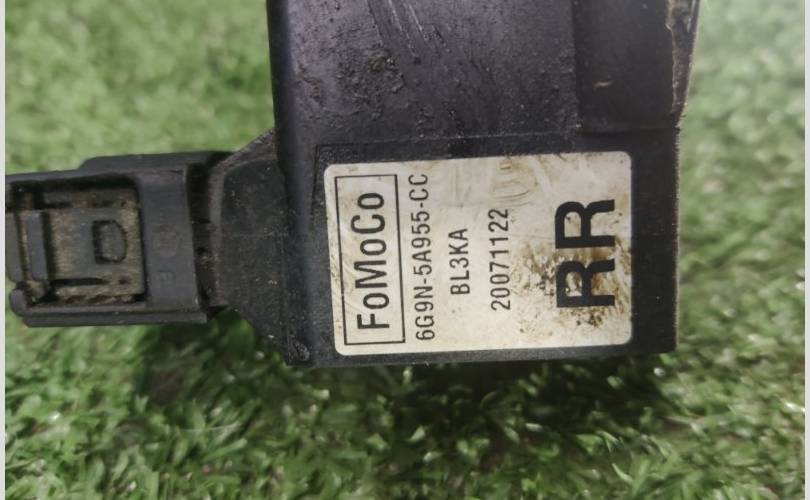 FoMoCo
6G9N-5A955-CC
BL3KA
20071122
RR